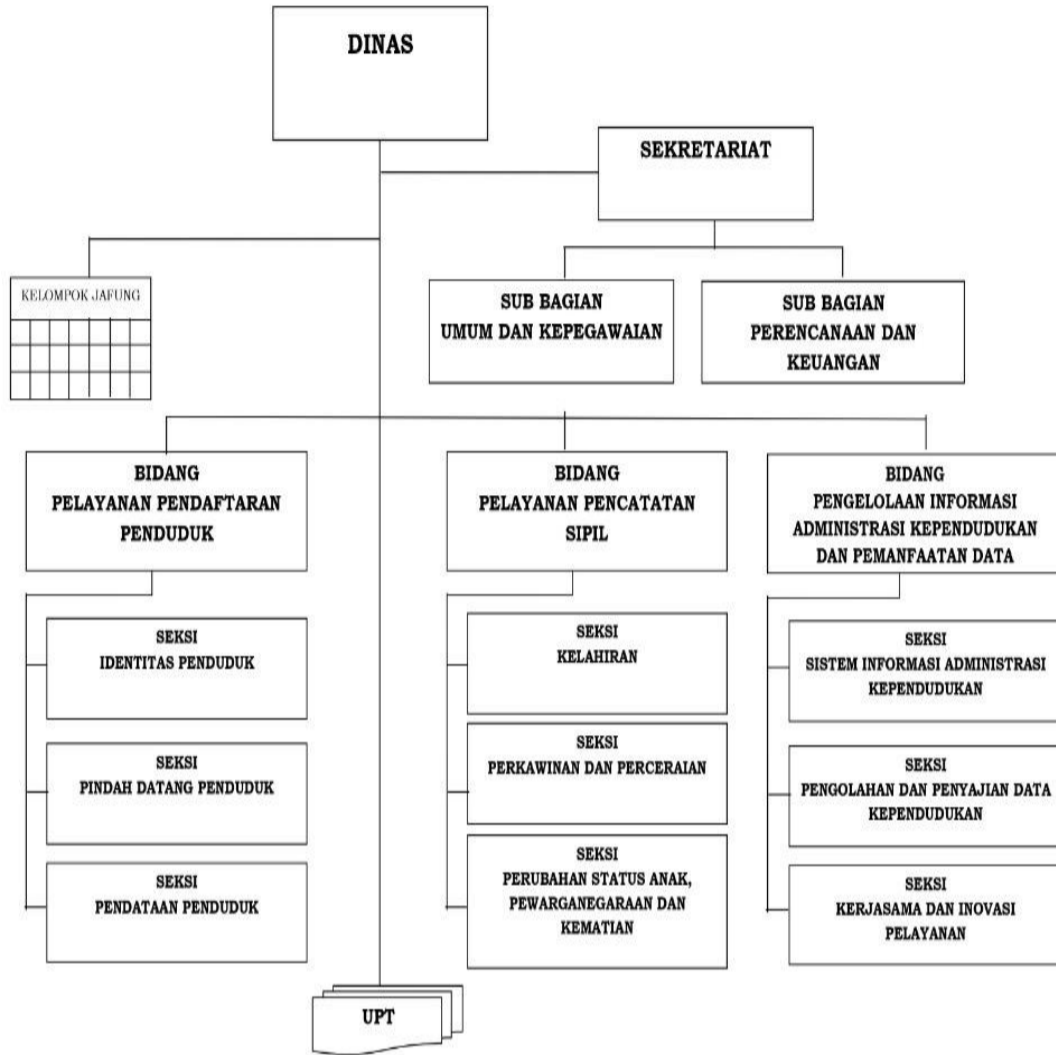 DINAS
SEKRETARIAT
KELOMPOK JAFUNG
SUB BAGIAN
UMUM DAN KEPEGAWAIAN
SUB BAGIAN
PERENCANAAN DAN
KEUANGAN
BIDANG
PELAYANAN PENDAFTARAN
PENDUDUK
BIDANG
PELAYANAN PENCATATAN
SIPIL
BIDANG
PENGELOLAAN INFORMASI
ADMINISTRASI KEPENDUDUKAN
DAN PEMANFAATAN DATA
SEKSI
IDENTITAS PENDUDUK
SEKSI
PINDAH DATANG PENDUDUK
SEKSI
PENDATAAN PENDUDUK
SEKSI
KELAHIRAN
SEKSI
PERKAWINAN DAN PERCERAIAN
SEKSI
PERUBAHAN STATUS ANAK,
PEWARGANEGARAAN DAN
KEMATIAN
SEKSI
SISTEM INFORMASI ADMINISTRASI
KEPENDUDUKAN
SEKSI
PENGOLAHAN DAN PENYAJIAN DATA
KEPENDUDUKAN
SEKSI
KERJASAMA DAN INOVASI
PELAYANAN
UPT